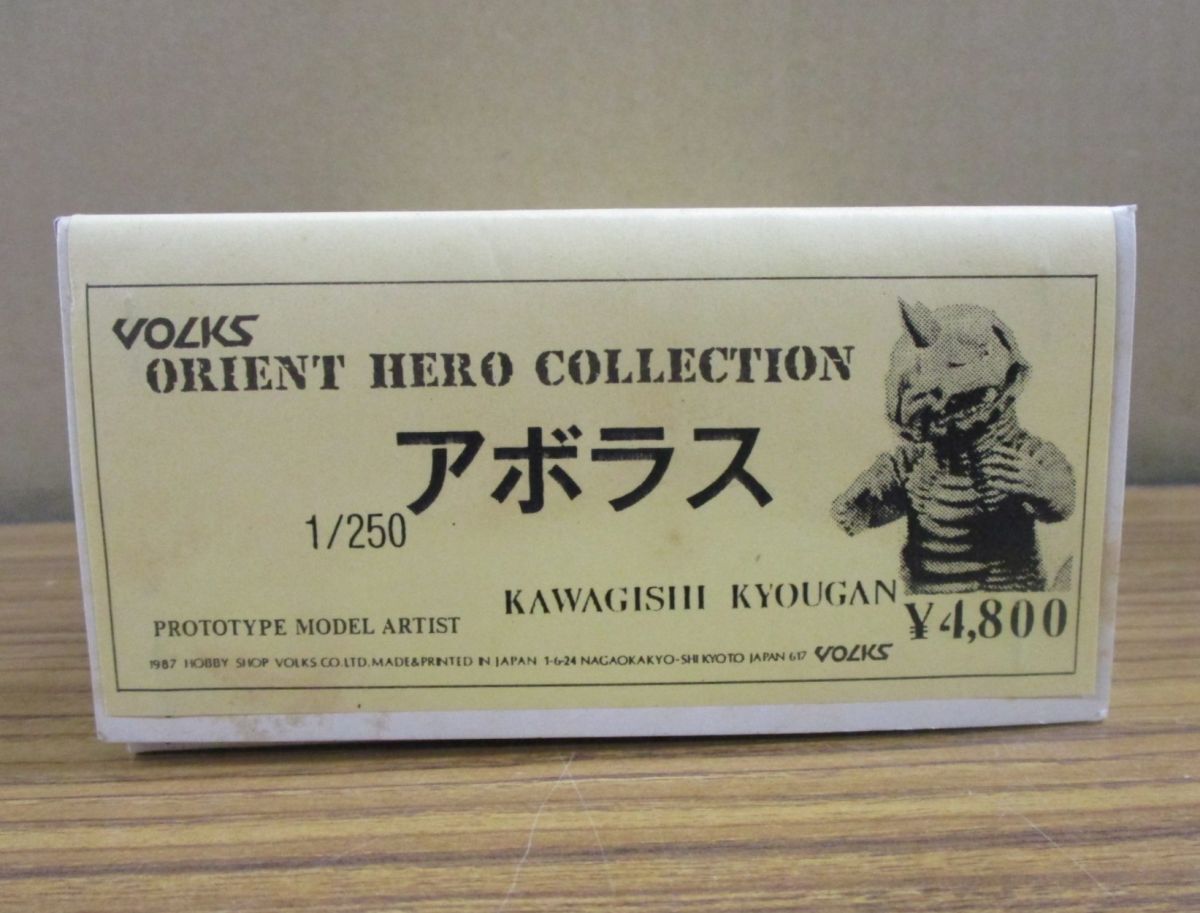 VOLKS
ORIENT HERO COLLECTION
アボラス
1/250
KAWAGISHI KYOUGAN
PROTOTYPE MODEL ARTIST
¥4,800
1987 HOBBY SHOP VOLKS CO.LTD. MADE&PRINTED IN JAPAN 1-6-24 NAGAOKAKYO-SHI KYOTO JAPAN 617 VOLKS